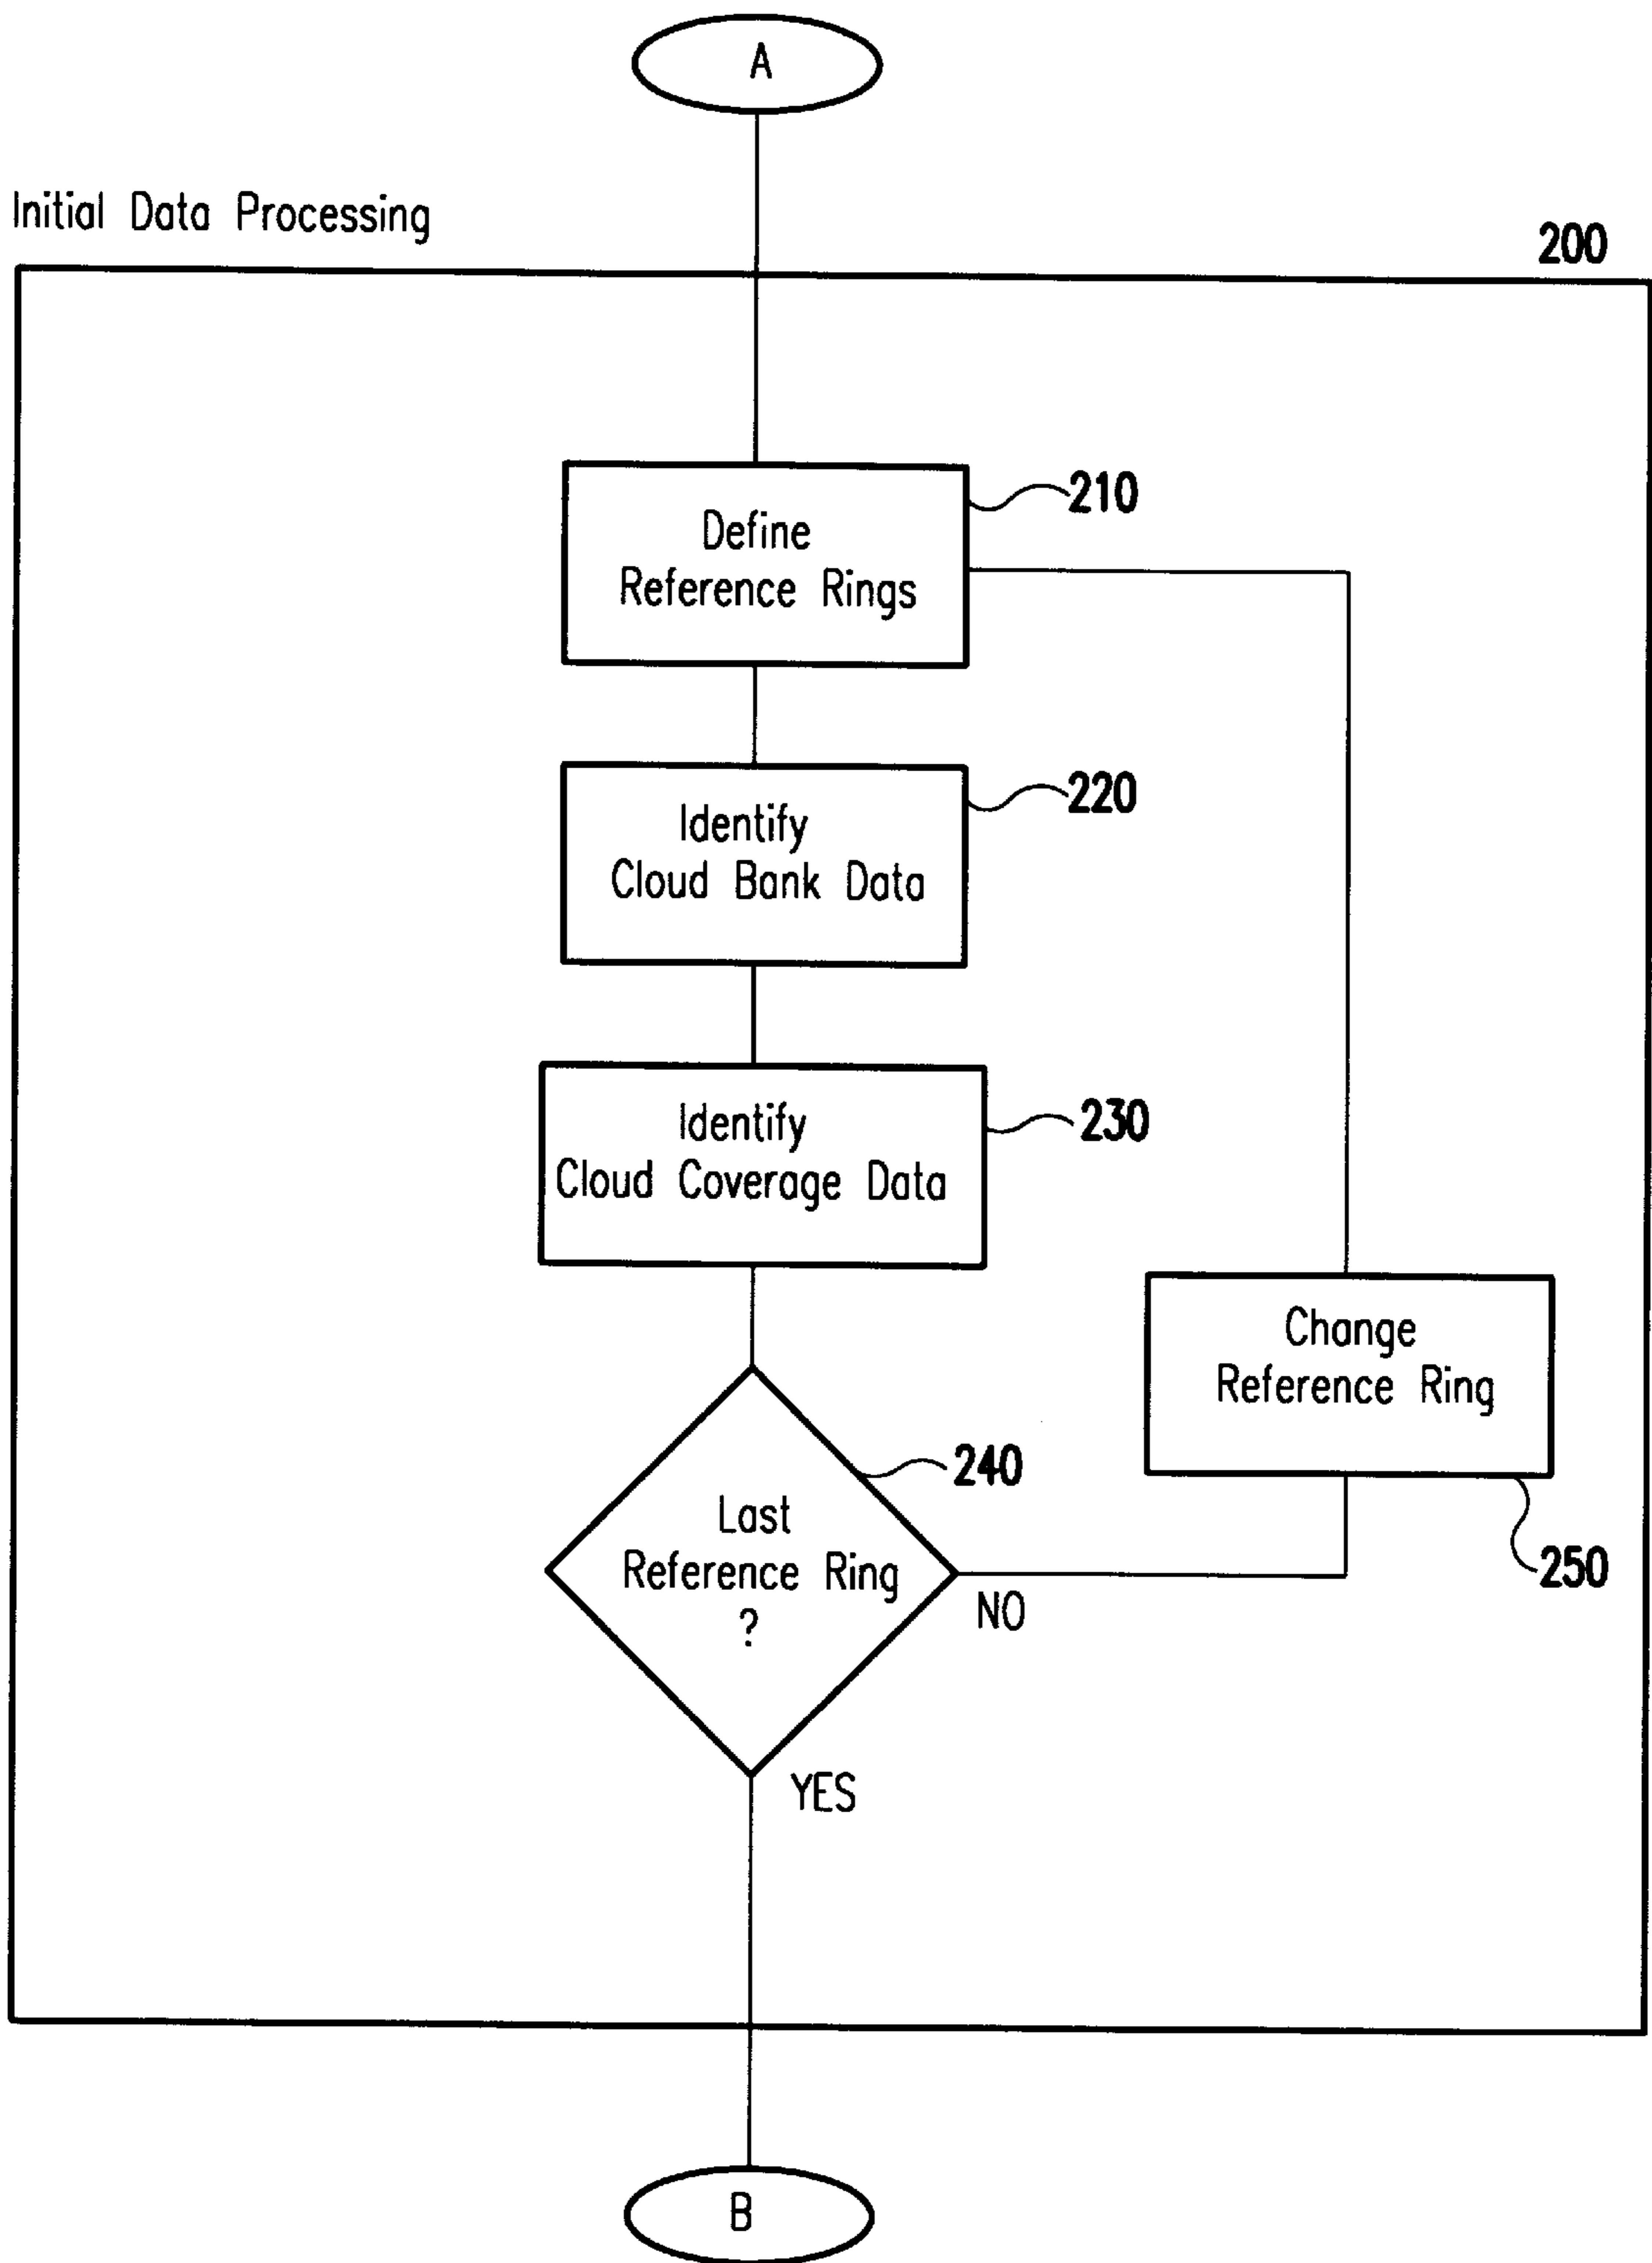 A
Initial Data Processing
200
210
Define
Reference Rings
220
Identify
Cloud Bank Data
230
Identify
Cloud Coverage Data
Change
Reference Ring
240
Last
Reference Ring
?
250
NO
YES
B